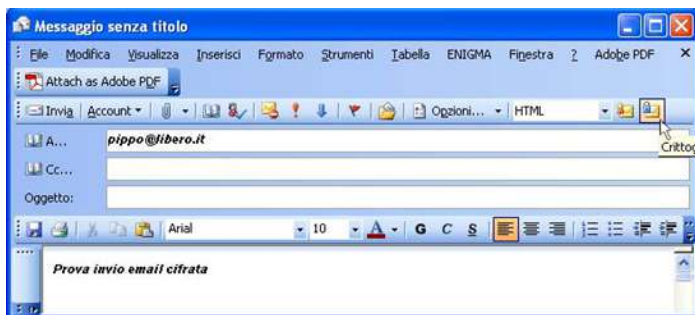 Messaggio senza titolo
File Modifica Visualizza Inserisci Formato Strumenti Tabella ENIGMA Finestra ? Adobe PDF
Attach as Adobe PDF
Invia Account Opzioni... HTML
A... pippo@libero.it
Crittog
Cc...
Oggetto:
Arial 10 A G C S
Prova invio email cifrata